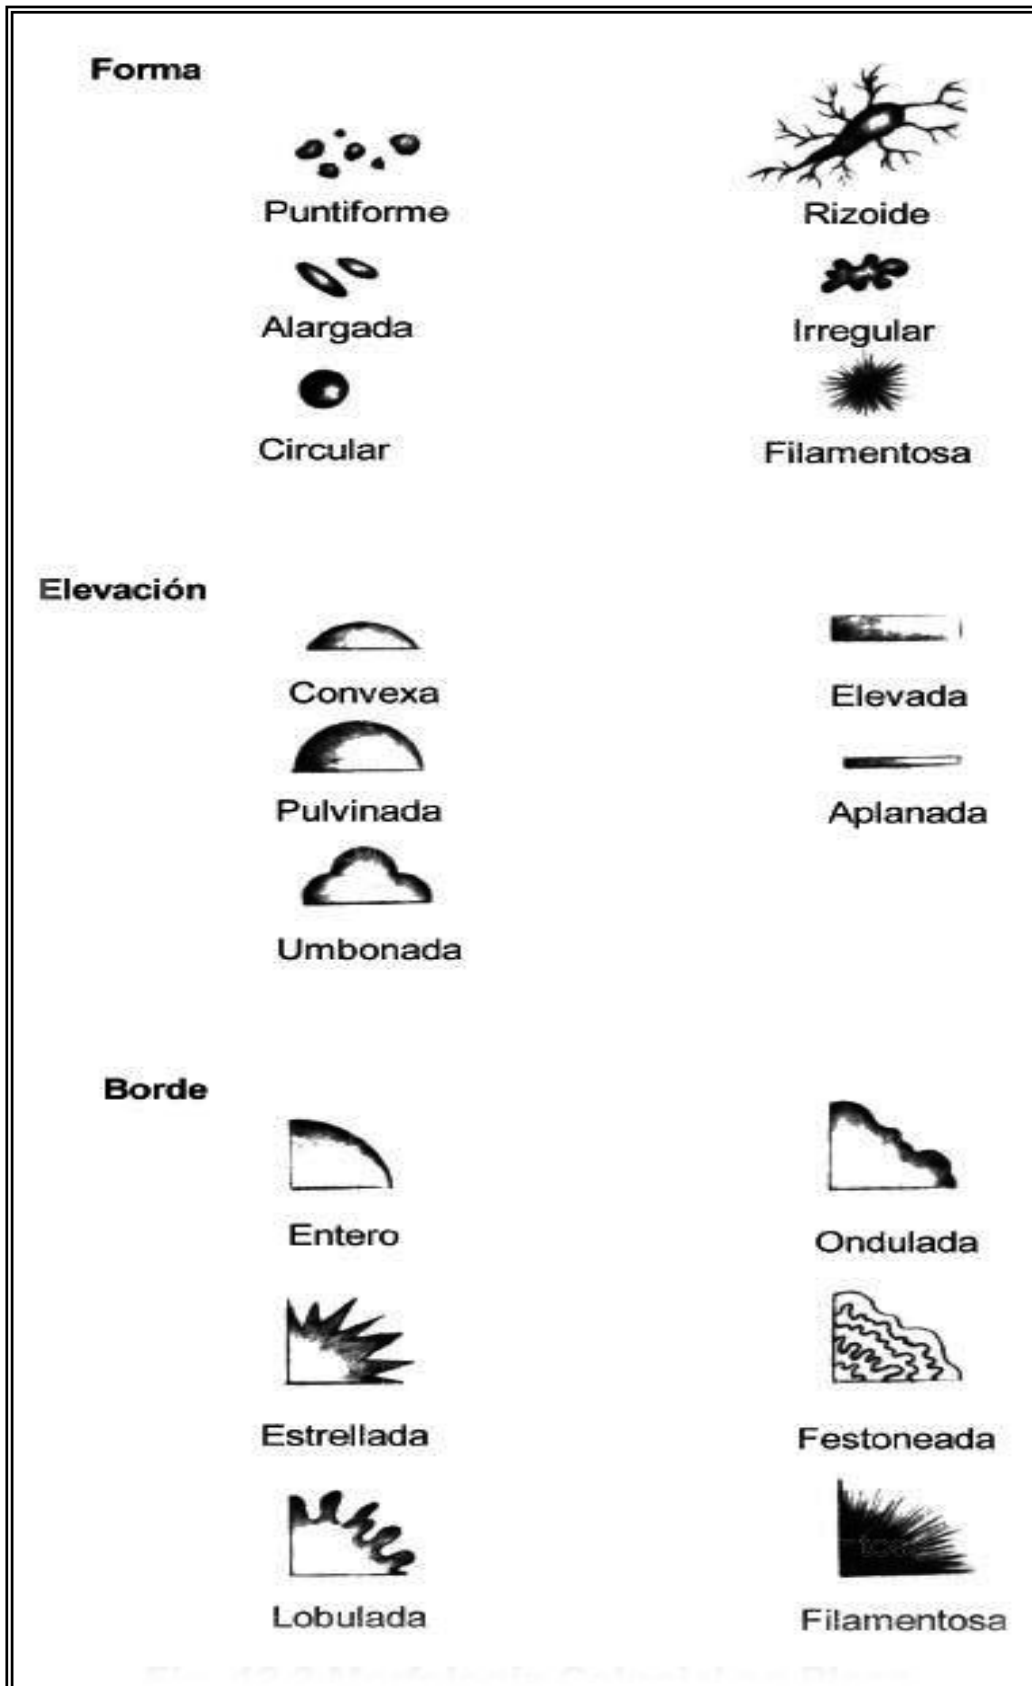 Forma
Puntiforme
Rizoide
Alargada
Irregular
Circular
Filamentosa
Elevación
Convexa
Elevada
Pulvinada
Aplanada
Umbonada
Borde
Entero
Ondulada
Estrellada
Festoneada
Lobulada
Filamentosa